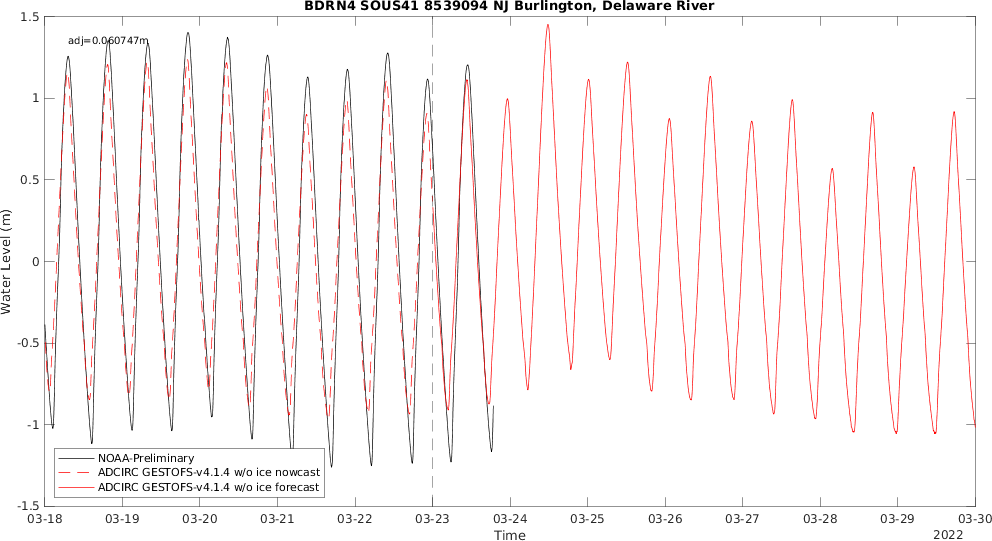 BDRN4 SOUS41 8539094 NJ Burlington, Delaware River
1.5
adj=0.060747m
1
0.5
0
-0.5
-1
-1.5
Water Level (m)
NOAA-Preliminary
ADCIRC GESTOFS-v4.1.4 w/o ice nowcast
ADCIRC GESTOFS-v4.1.4 w/o ice forecast
03-18 03-19 03-20 03-21 03-22 03-23 03-24 03-25 03-26 03-27 03-28 03-29 03-30
Time
2022